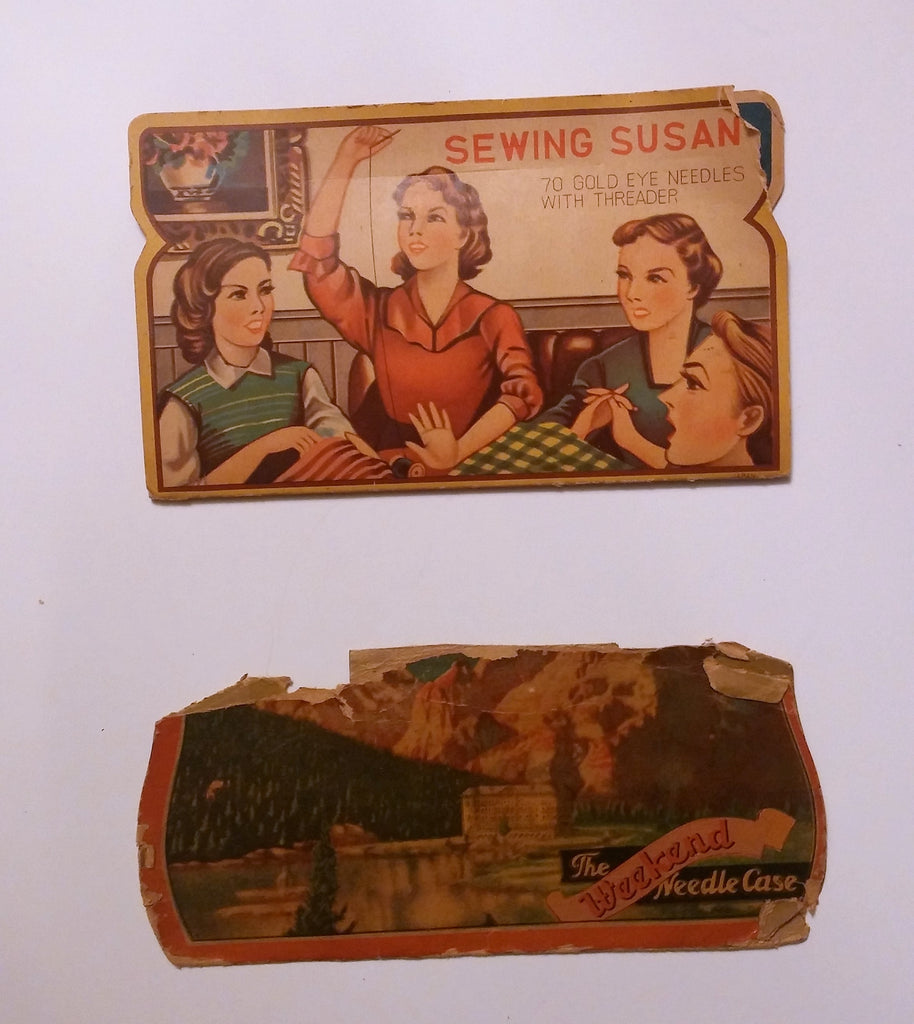 SEWING SUSAN
70 GOLD EYE NEEDLES
WITH THREADER
The Weekend
Needle Case